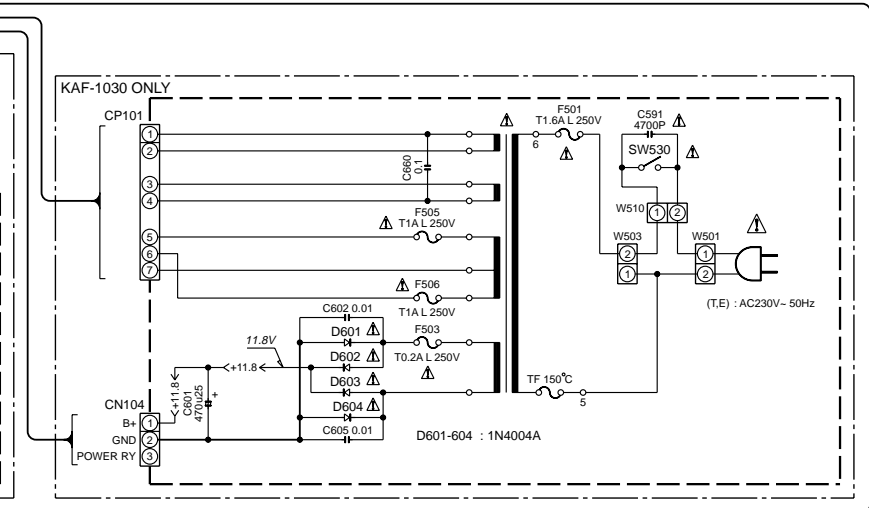 KAF-1030 ONLY
CP101
1
2
3
4
5
6
7
C660
0.1
F505
T1A L 250V
F506
T1A L 250V
F501
T1.6A L 250V
6
C591
4700P
SW530
W510
1 2
W503
2
1
W501
1
2
(T,E) : AC230V~ 50Hz
C602 0.01
D601
D602
D603
D604
C605 0.01
F503
T0.2A L 250V
TF 150°C
5
11.8V
+11.8
+11.8
C601
470u25
+
CN104
B+ 1
GND 2
POWER RY 3
D601-604 : 1N4004A